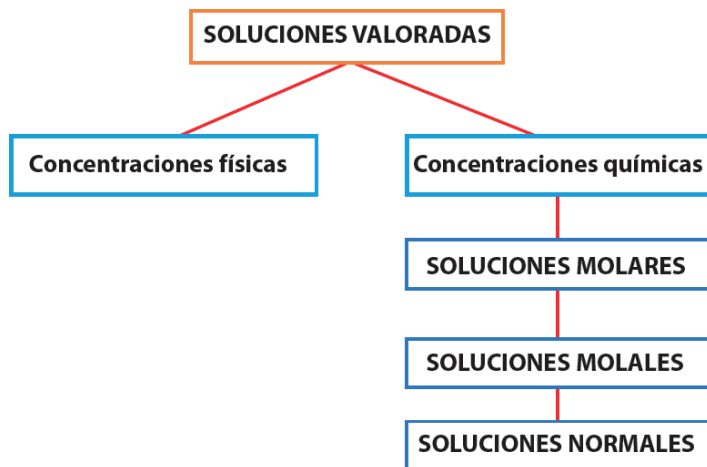 SOLUCIONES VALORADAS
Concentraciones físicas
Concentraciones químicas
SOLUCIONES MOLARES
SOLUCIONES MOLALES
SOLUCIONES NORMALES